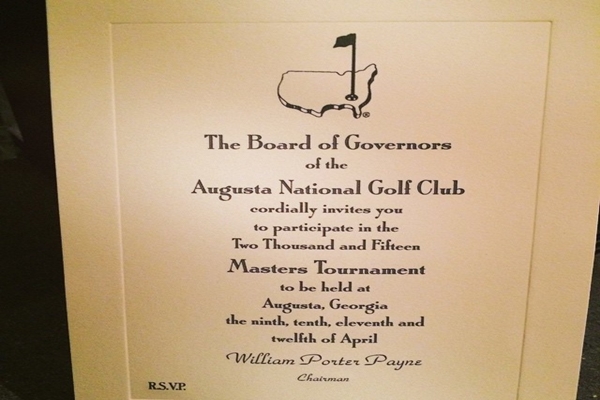 The Board of Governors
of the
Augusta National Golf Club
cordially invites you
to participate in the
Two Thousand and Fifteen
Masters Tournament
to be held at
Augusta, Georgia
the ninth, tenth, eleventh and
twelfth of April
William Porter Payne
Chairman
R.S.V.P.